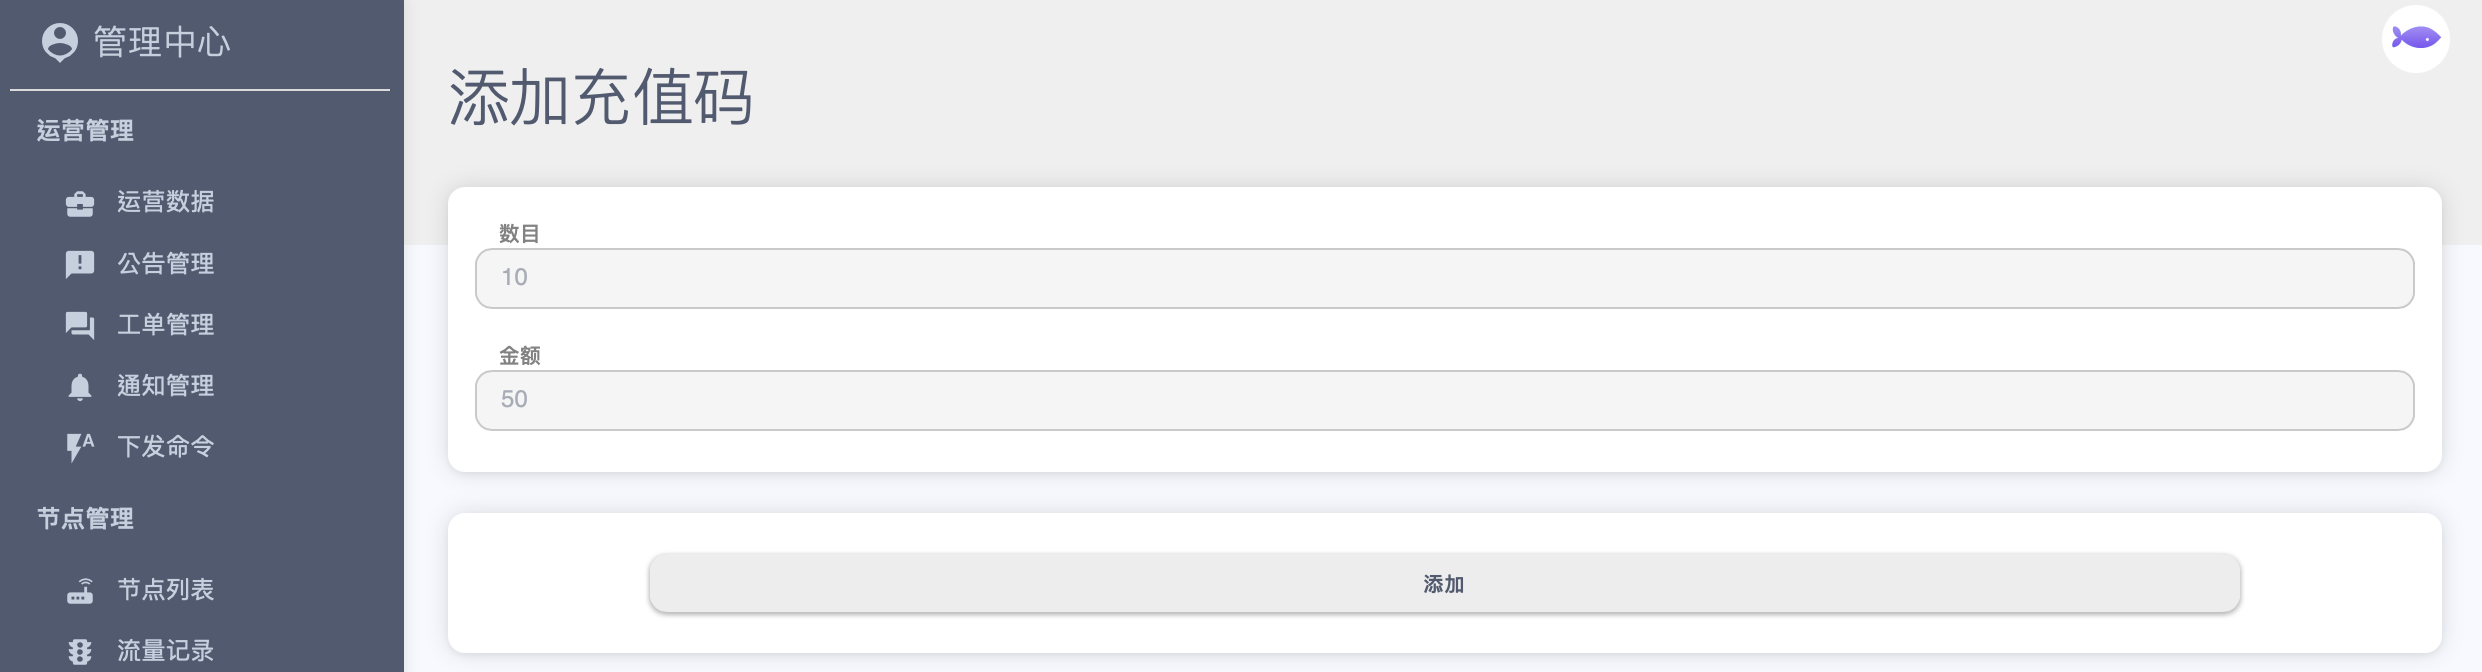 管理中心
运营管理
运营数据
公告管理
工单管理
通知管理
下发命令
节点管理
节点列表
流量记录
添加充值码
数目
10
金额
50
添加